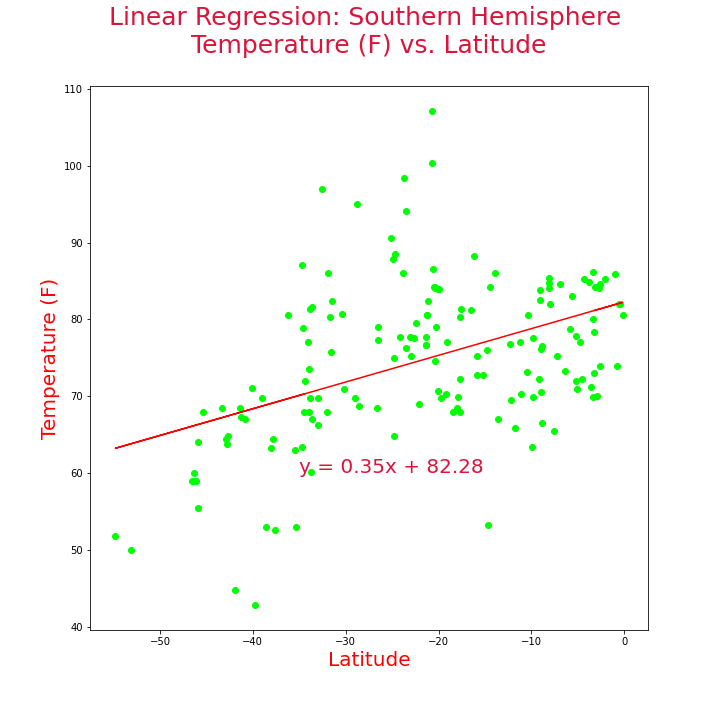 Linear Regression: Southern Hemisphere
Temperature (F) vs. Latitude
110
100
90
80
70
60
50
40
Temperature (F)
y = 0.35x + 82.28
−50
−40
−30
−20
−10
0
Latitude